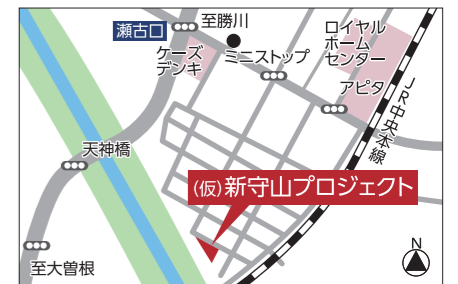 瀬古口
至勝川
ロイヤル
ホーム
センター
ケーズ
デンキ
ミニストップ
アピタ
JR中央本線
天神橋
(仮)新守山プロジェクト
至大曽根
N